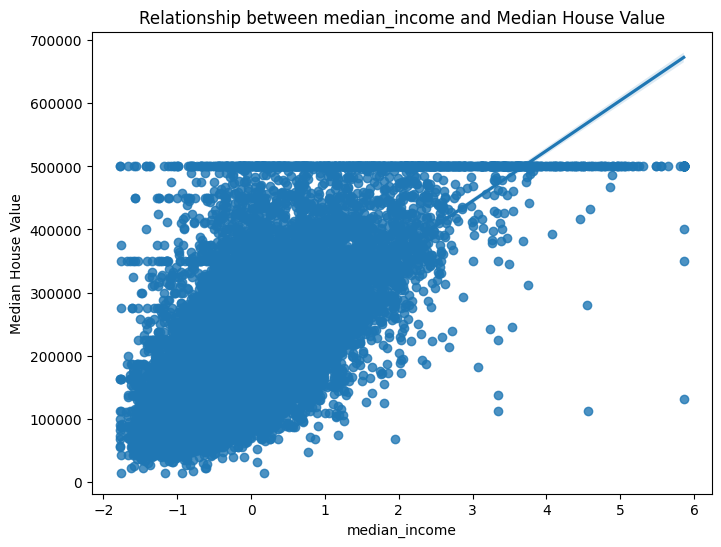 Relationship between median_income and Median House Value
700000
600000
500000
400000
300000
200000
100000
0
Median House Value
−2 −1 0 1 2 3 4 5 6
median_income